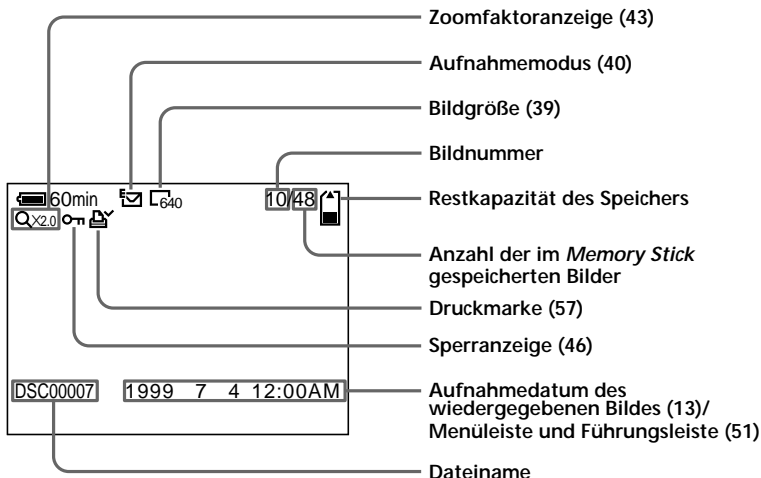 Zoomfaktoranzeige (43)
Aufnahmemodus (40)
Bildgröße (39)
Bildnummer
60min E 640 10/48
Restkapazität des Speichers
X2.0
Anzahl der im Memory Stick
gespeicherten Bilder
Druckmarke (57)
Sperranzeige (46)
DSC00007 1999 7 4 12:00AM
Aufnahmedatum des
wiedergegebenen Bildes (13)/
Menüleiste und Führungsleiste (51)
Dateiname